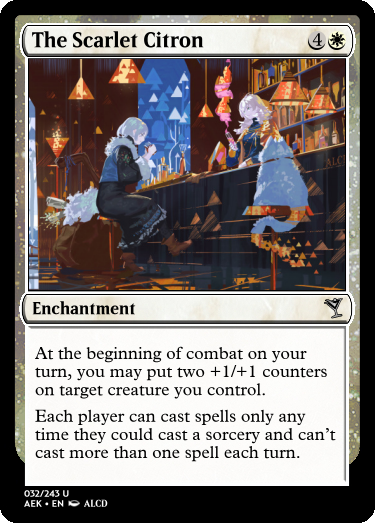 The Scarlet Citron 4
Enchantment
At the beginning of combat on your
turn, you may put two +1/+1 counters
on target creature you control.
Each player can cast spells only any
time they could cast a sorcery and can't
cast more than one spell each turn.
032/243 U
AEK • EN ALCD
ALCD